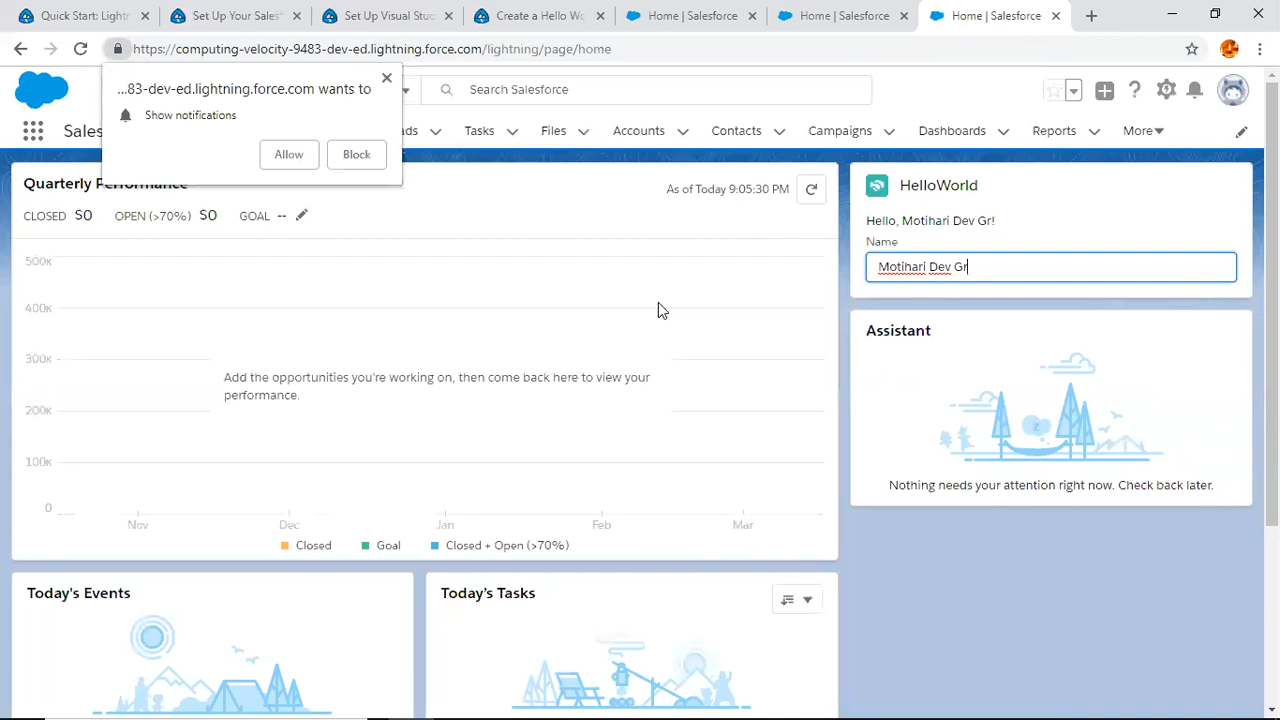 Quick Start: Lightn
Set Up Your Sales
Set Up Visual Stu
Create a Hello Wo
Home | Salesforce
Home | Salesforce
Home | Salesforce
https://computing-velocity-9483-dev-ed.lightning.force.com/lightning/page/home
...83-dev-ed.lightning.force.com wants to
Show notifications
Allow
Block
Search Salesforce
Sales
ads
Tasks
Files
Accounts
Contacts
Campaigns
Dashboards
Reports
More
Quarterly Performance
As of Today 9:05:30 PM
CLOSED $0 OPEN (>70%) $0 GOAL --
500K
400K
300K
200K
100K
0
Add the opportunities you're working on, then come back here to view your
performance.
Nov Dec Jan Feb Mar
Closed Goal Closed + Open (>70%)
HelloWorld
Hello, Motihari Dev Gr!
Name
Motihari Dev Gr
Assistant
Nothing needs your attention right now. Check back later.
Today's Events
Today's Tasks